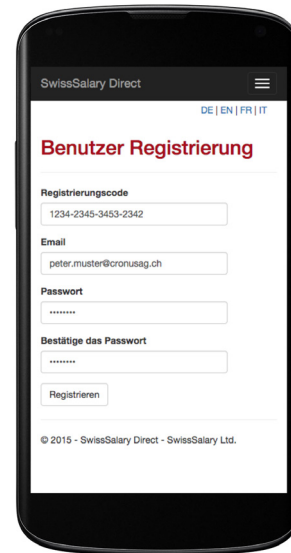 SwissSalary Direct
DE | EN | FR | IT
Benutzer Registrierung
Registrierungscode
1234-2345-3453-2342
Email
peter.muster@cronusag.ch
Passwort
••••••••
Bestätige das Passwort
••••••••
Registrieren
© 2015 - SwissSalary Direct - SwissSalary Ltd.